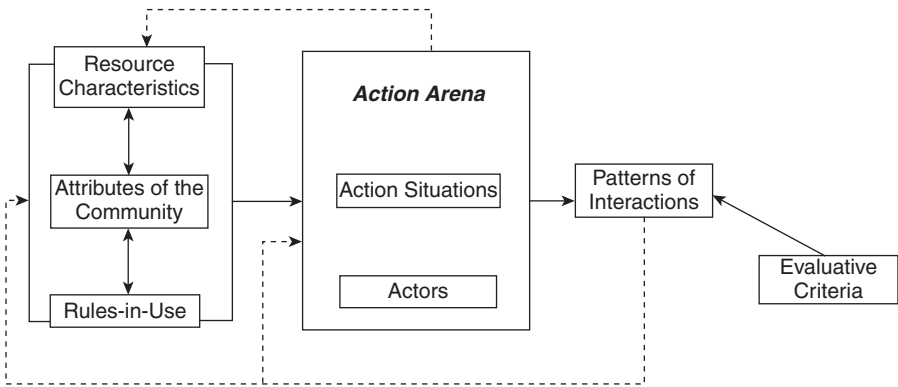 Resource
Characteristics
Attributes of the
Community
Rules-in-Use
Action Arena
Action Situations
Actors
Patterns of
Interactions
Evaluative
Criteria